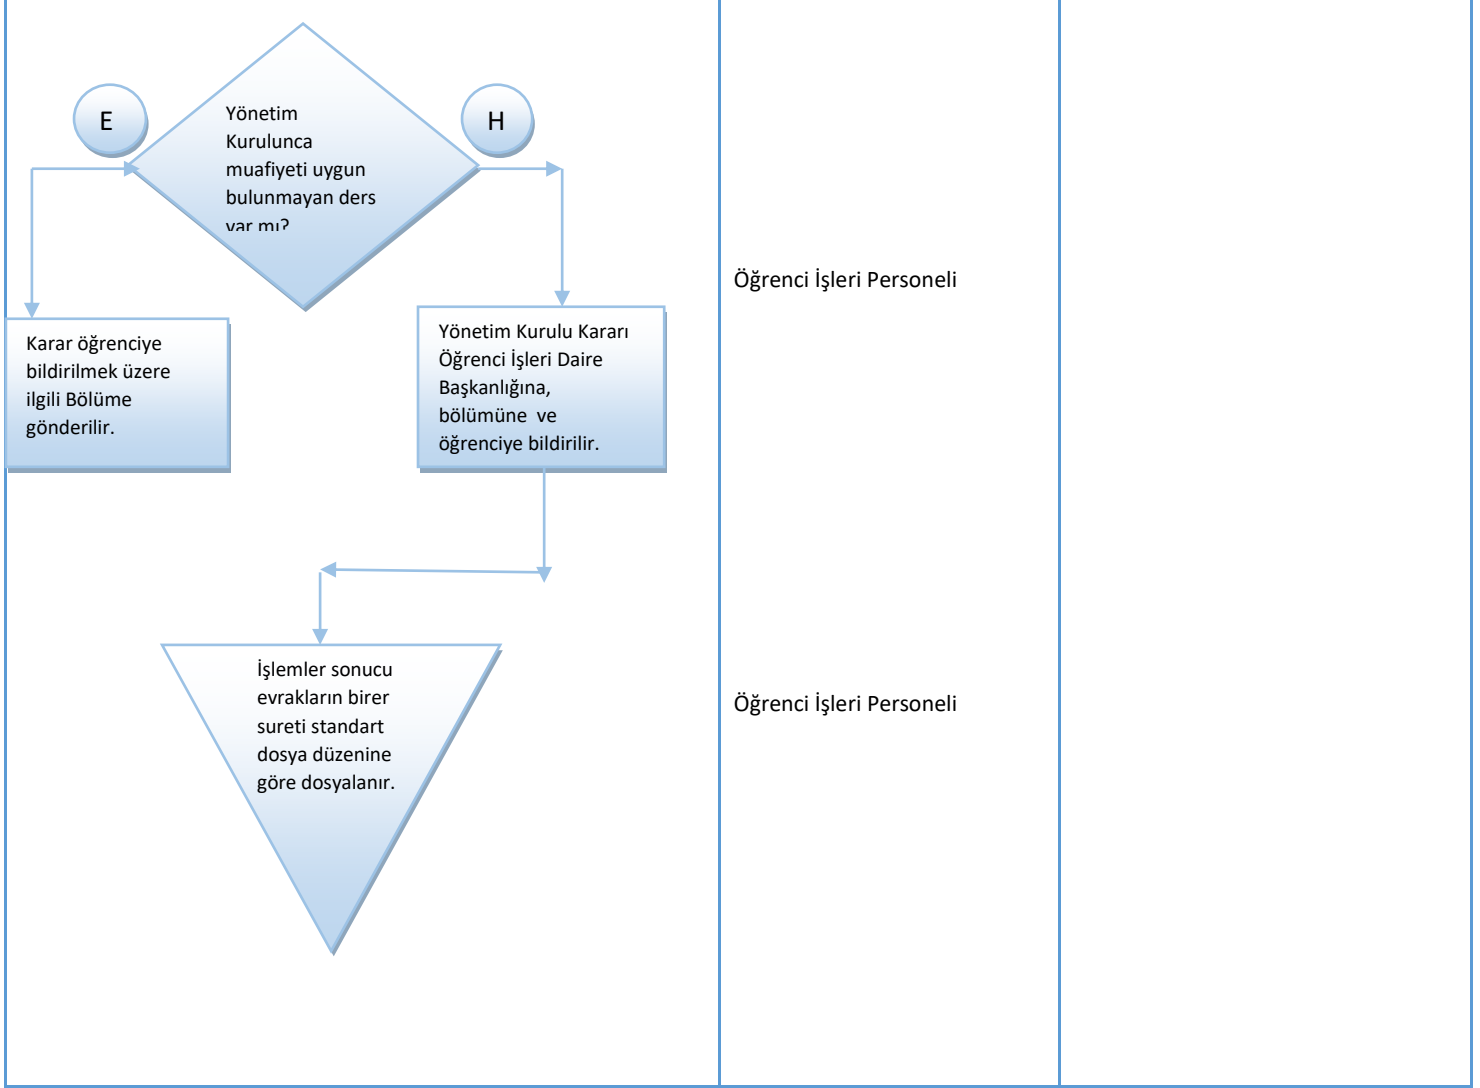 E
Yönetim
Kurulunca
muafiyeti uygun
bulunmayan ders
var mı?
H
Öğrenci İşleri Personeli
Karar öğrenciye
bildirilmek üzere
ilgili Bölüme
gönderilir.
Yönetim Kurulu Kararı
Öğrenci İşleri Daire
Başkanlığına,
bölümüne ve
öğrenciye bildirilir.
İşlemler sonucu
evrakların birer
sureti standart
dosya düzenine
göre dosyalanır.
Öğrenci İşleri Personeli